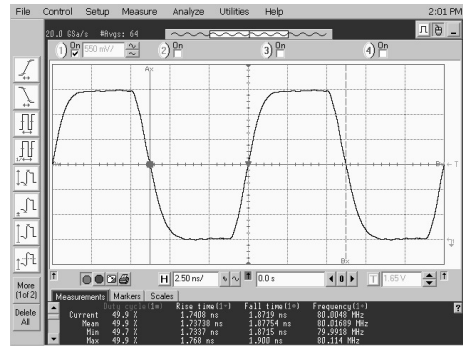 File Control Setup Measure Analyze Utilities Help 2:01 PM
20.0 GSa/s #Avgs: 64
1 On 550 mV/ 2 On 3 On 4 On
Ax
T
Bx
More
(1of 2)
Delete
All
H 2.50 ns/ 0.0 s T 1.65 V
Measurements Markers Scales
Duty cycle(1) Rise time(1) Fall time(1) Frequency(1)
Current 49.9 % 1.7408 ns 1.8719 ns 80.0048 MHz
Mean 49.9 % 1.73738 ns 1.87754 ns 80.01689 MHz
Min 49.7 % 1.7337 ns 1.8715 ns 79.9918 MHz
Max 49.9 % 1.768 ns 1.900 ns 80.114 MHz